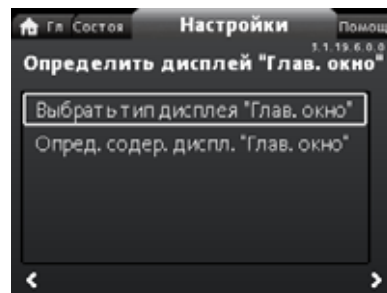 Гл Состоя Настройки Помощ
3.1.19.6.0.0
Определить дисплей "Глав. окно"
Выбрать тип дисплея "Глав. окно"
Опред. содер. диспл. "Глав. окно"